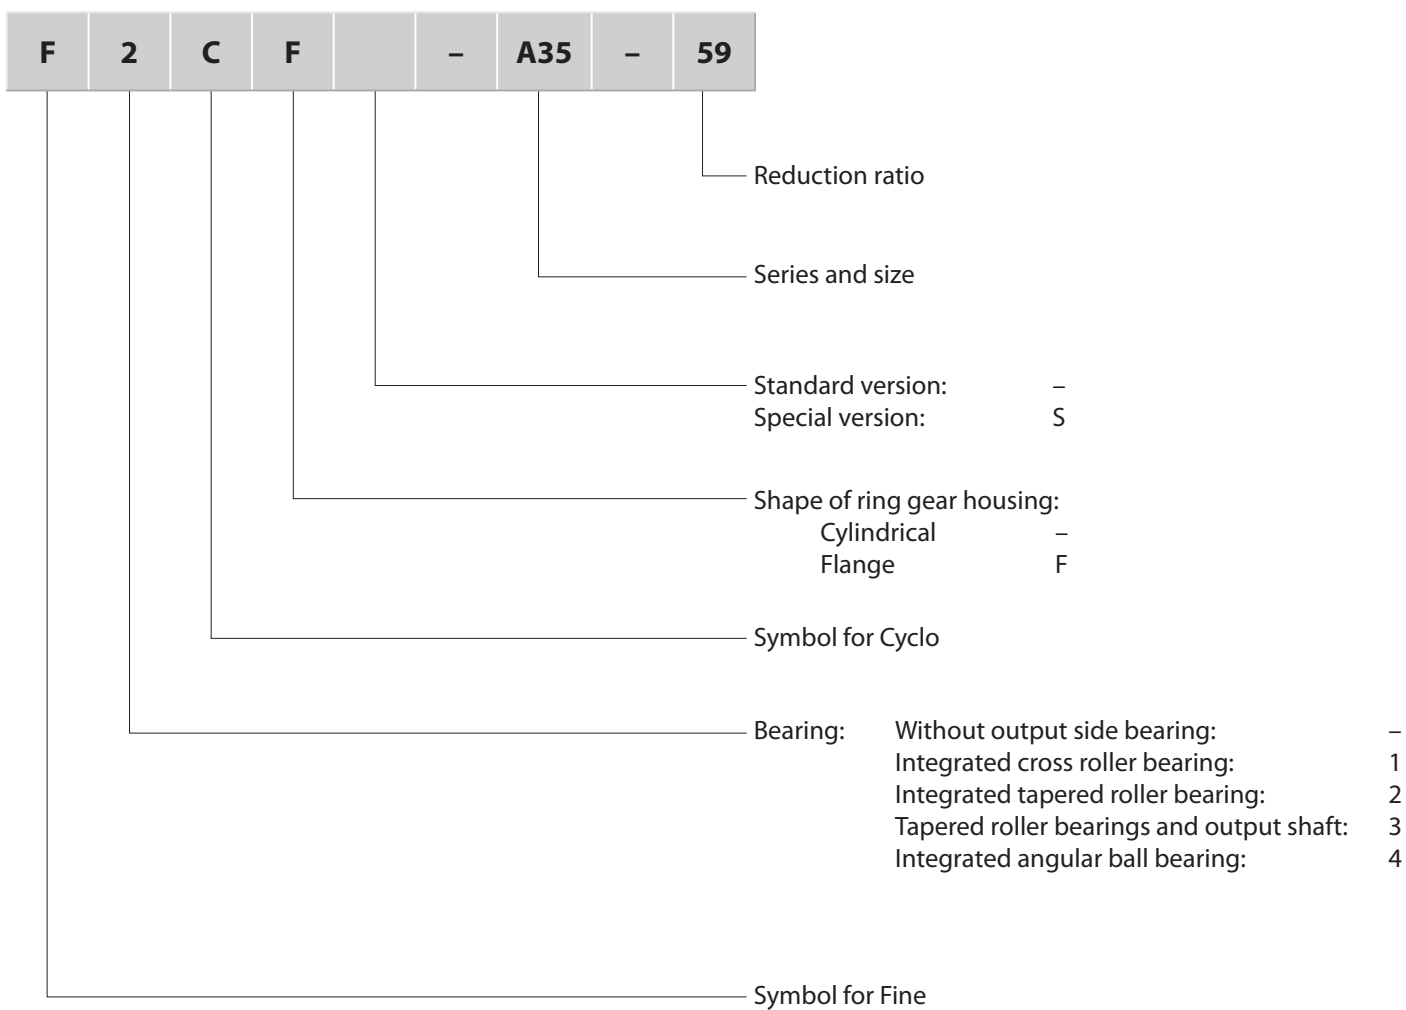 F 2 C F – A35 – 59
Reduction ratio
Series and size
Standard version: –
Special version: S
Shape of ring gear housing:
Cylindrical –
Flange F
Symbol for Cyclo
Bearing: Without output side bearing: –
Integrated cross roller bearing: 1
Integrated tapered roller bearing: 2
Tapered roller bearings and output shaft: 3
Integrated angular ball bearing: 4
Symbol for Fine